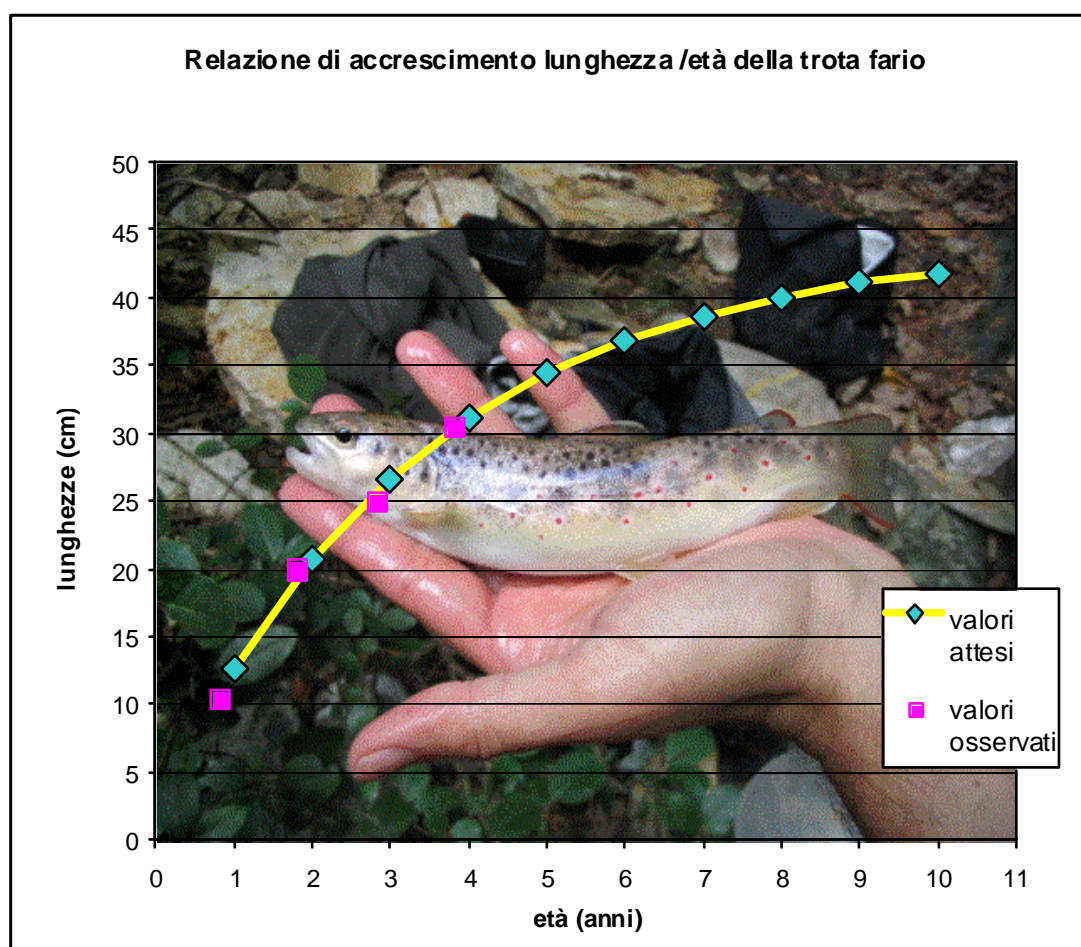 Relazione di accrescimento lunghezza /età della trota fario
50
45
40
35
30
25
20
15
10
5
0
lunghezze (cm)
valori
attesi
valori
osservati
0 1 2 3 4 5 6 7 8 9 10 11
età (anni)